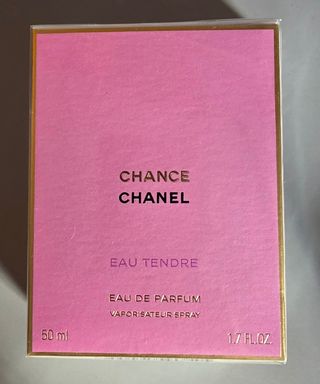 CHANCE
CHANEL
EAU TENDRE
EAU DE PARFUM
VAPORISATEUR SPRAY
50 ml 1.7 FL.OZ.